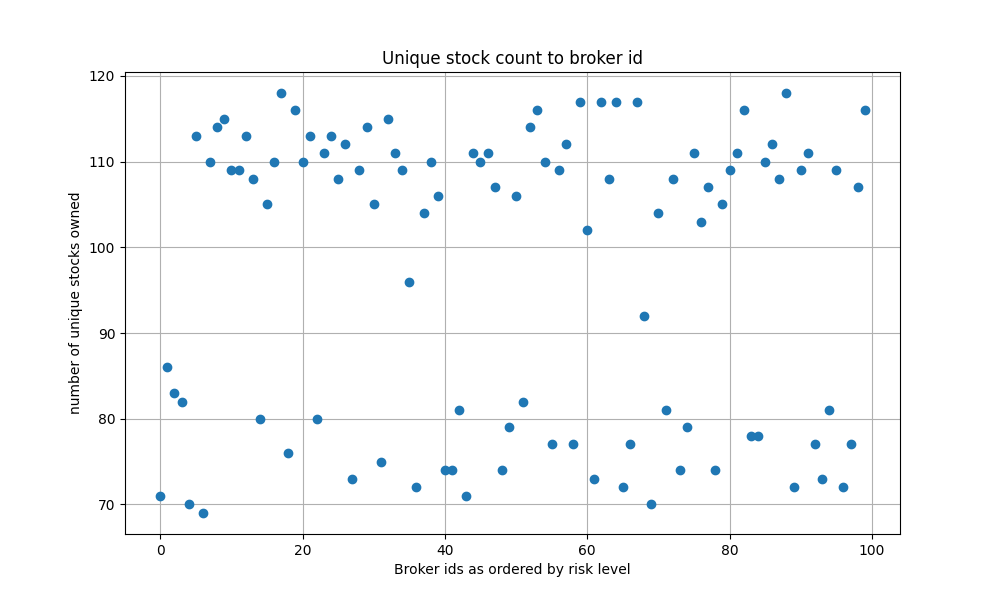 Unique stock count to broker id
number of unique stocks owned
120
110
100
90
80
70
0 20 40 60 80 100
Broker ids as ordered by risk level